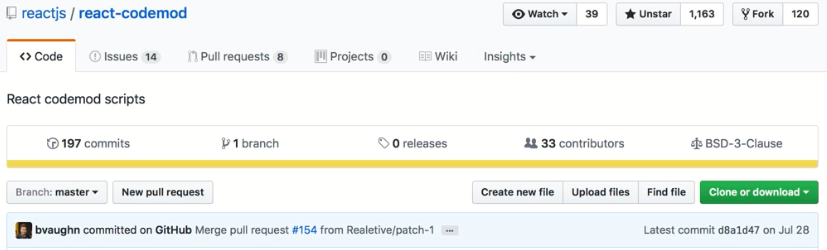 reactjs / react-codemod Watch 39 Unstar 1,163 Fork 120
Code Issues 14 Pull requests 8 Projects 0 Wiki Insights
React codemod scripts
197 commits 1 branch 0 releases 33 contributors BSD-3-Clause
Branch: master New pull request Create new file Upload files Find file Clone or download
bvaughn committed on GitHub Merge pull request #154 from Realetive/patch-1 ... Latest commit d8a1d47 on Jul 28